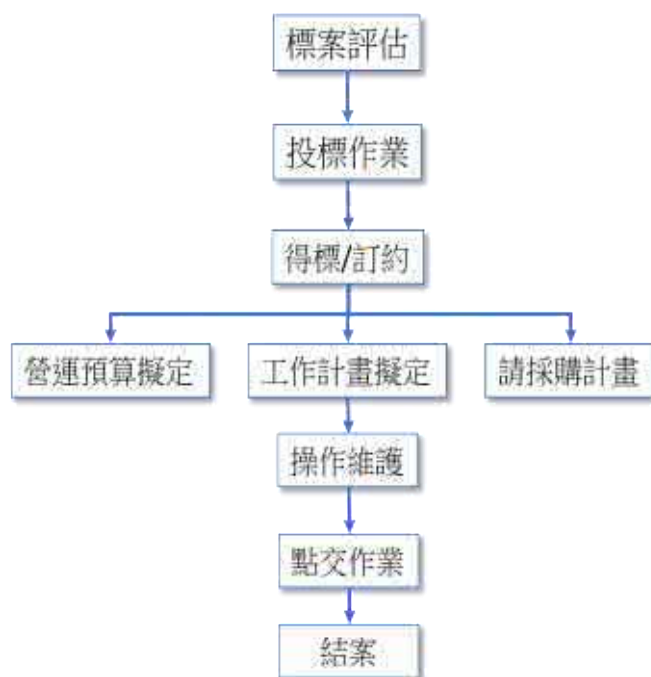 標案評估
投標作業
得標/訂約
營運預算擬定
工作計畫擬定
請採購計畫
操作維護
點交作業
結案